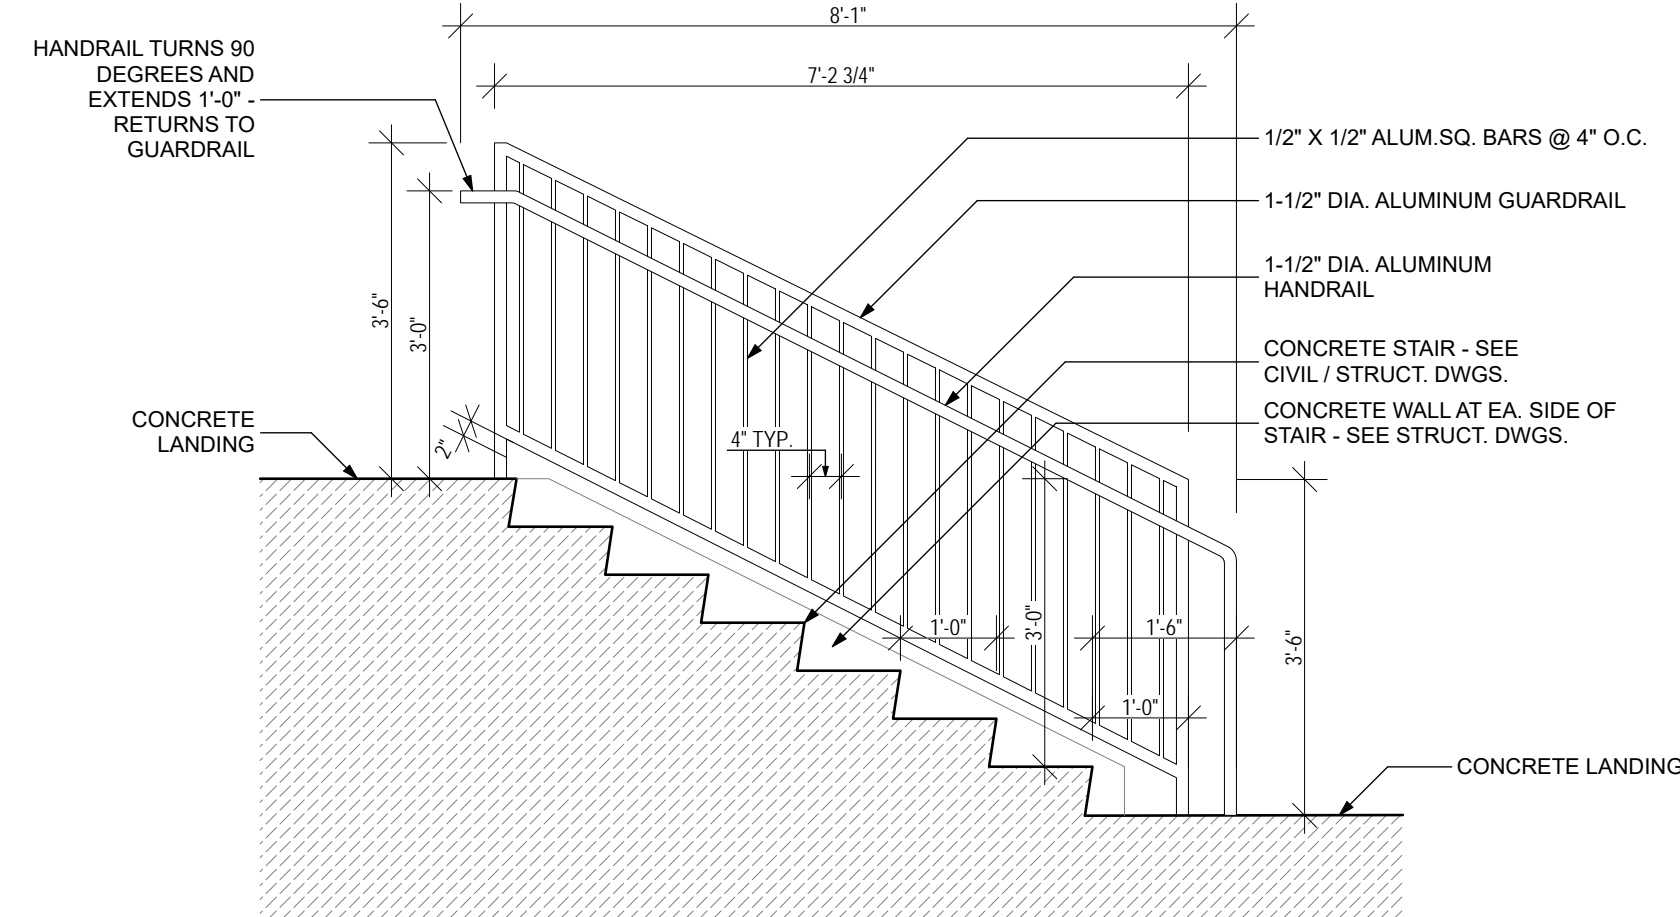 8'-1"
7'-2 3/4"
HANDRAIL TURNS 90
DEGREES AND
EXTENDS 1'-0" -
RETURNS TO
GUARDRAIL
1/2" X 1/2" ALUM.SQ. BARS @ 4" O.C.
1-1/2" DIA. ALUMINUM GUARDRAIL
1-1/2" DIA. ALUMINUM
HANDRAIL
CONCRETE STAIR - SEE
CIVIL / STRUCT. DWGS.
CONCRETE WALL AT EA. SIDE OF
STAIR - SEE STRUCT. DWGS.
3'-6"
3'-0"
CONCRETE
LANDING
2"
4" TYP.
1'-0"
3'-0"
1'-6"
3'-6"
1'-0"
CONCRETE LANDING